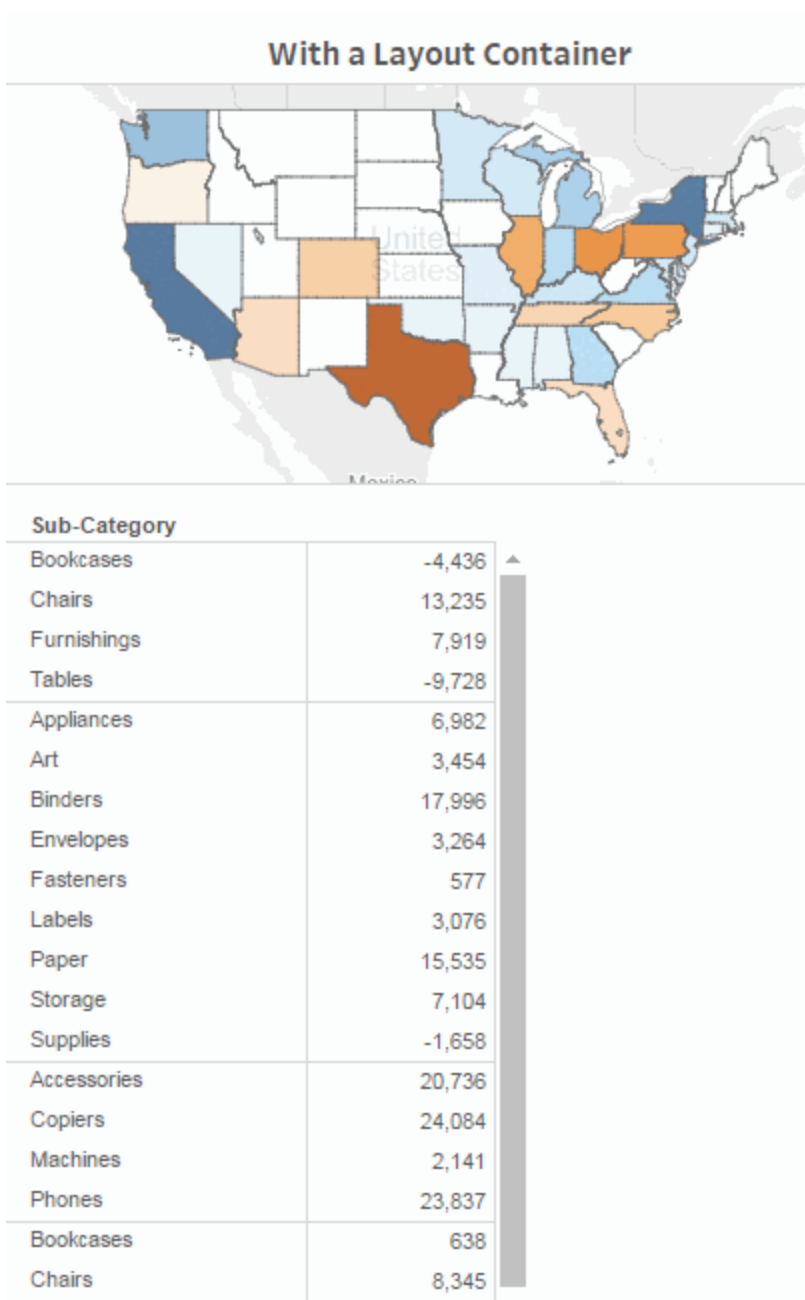 With a Layout Container
United
States
Mexico
Sub-Category
Bookcases -4,436
Chairs 13,235
Furnishings 7,919
Tables -9,728
Appliances 6,982
Art 3,454
Binders 17,996
Envelopes 3,264
Fasteners 577
Labels 3,076
Paper 15,535
Storage 7,104
Supplies -1,658
Accessories 20,736
Copiers 24,084
Machines 2,141
Phones 23,837
Bookcases 638
Chairs 8,345